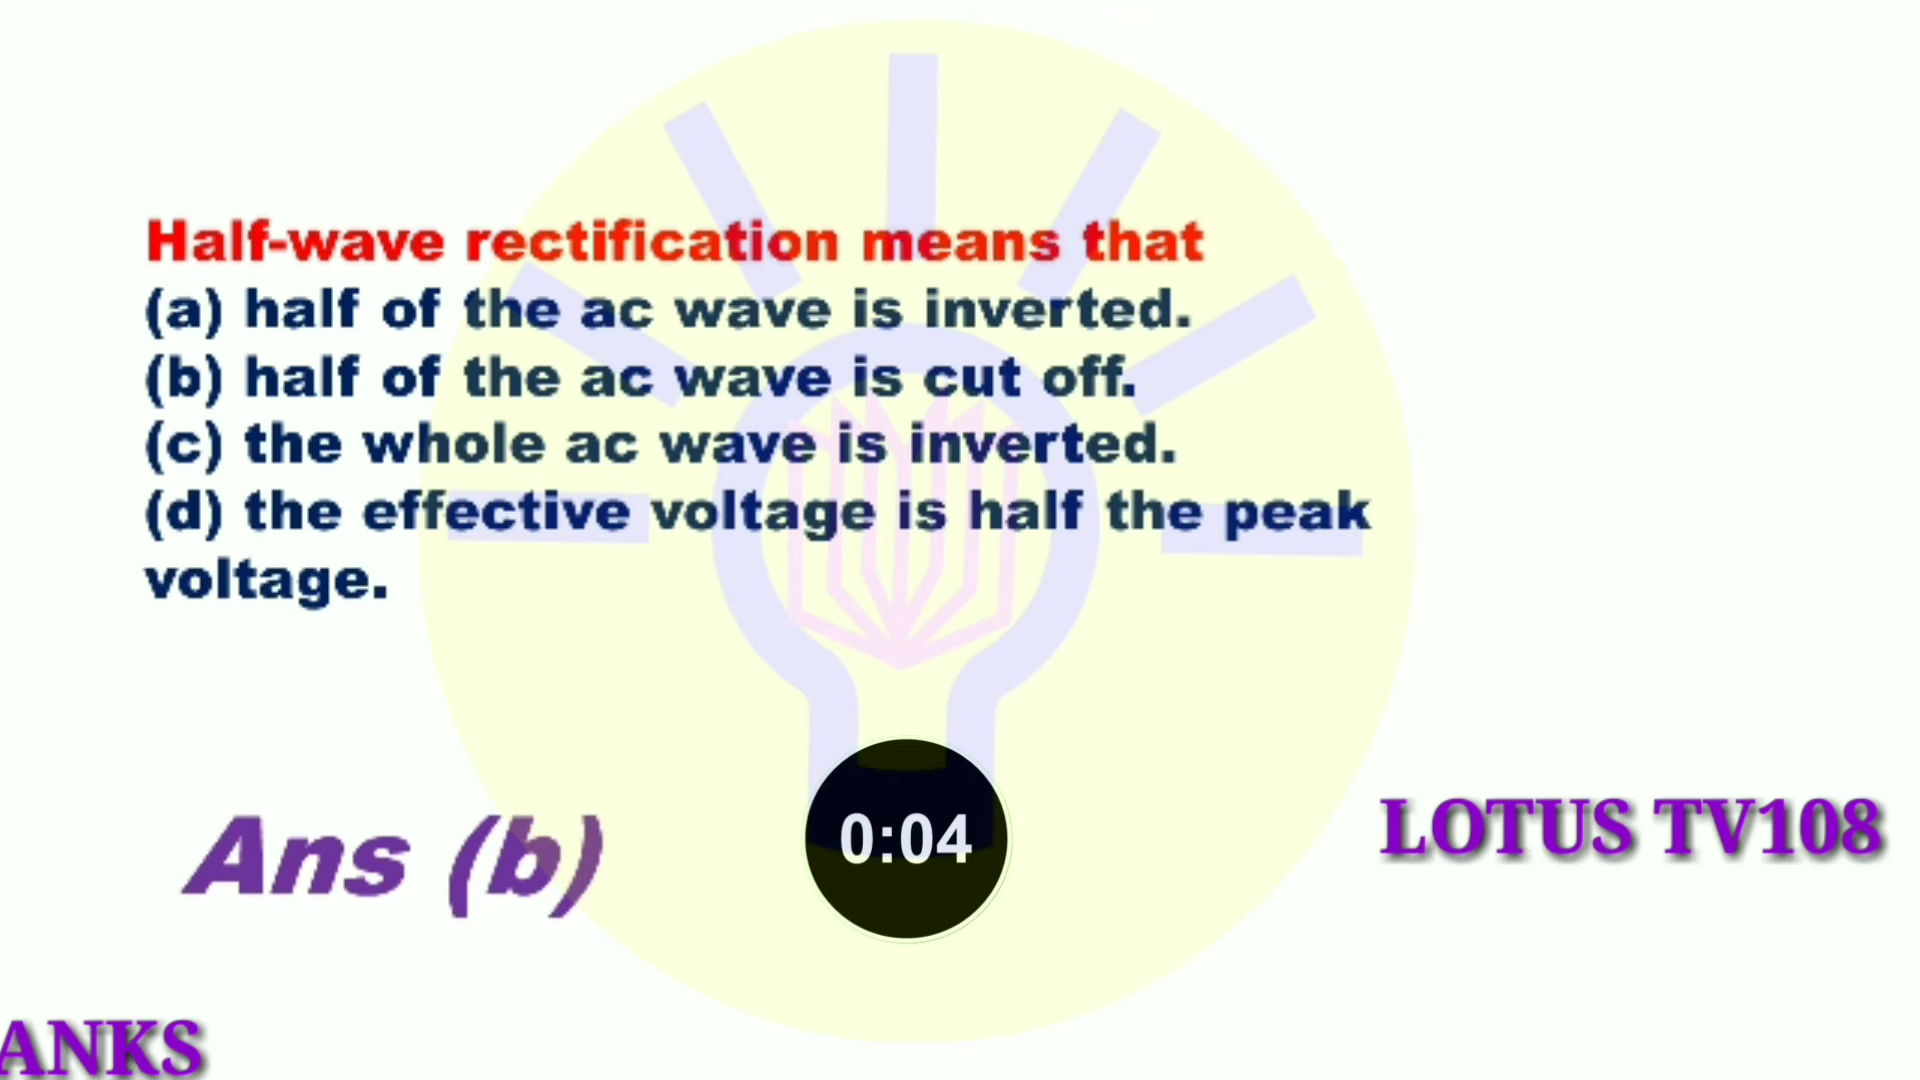 Half-wave rectification means that
(a) half of the ac wave is inverted.
(b) half of the ac wave is cut off.
(c) the whole ac wave is inverted.
(d) the effective voltage is half the peak
voltage.
Ans (b)
0:04
LOTUS TV108
ANKS